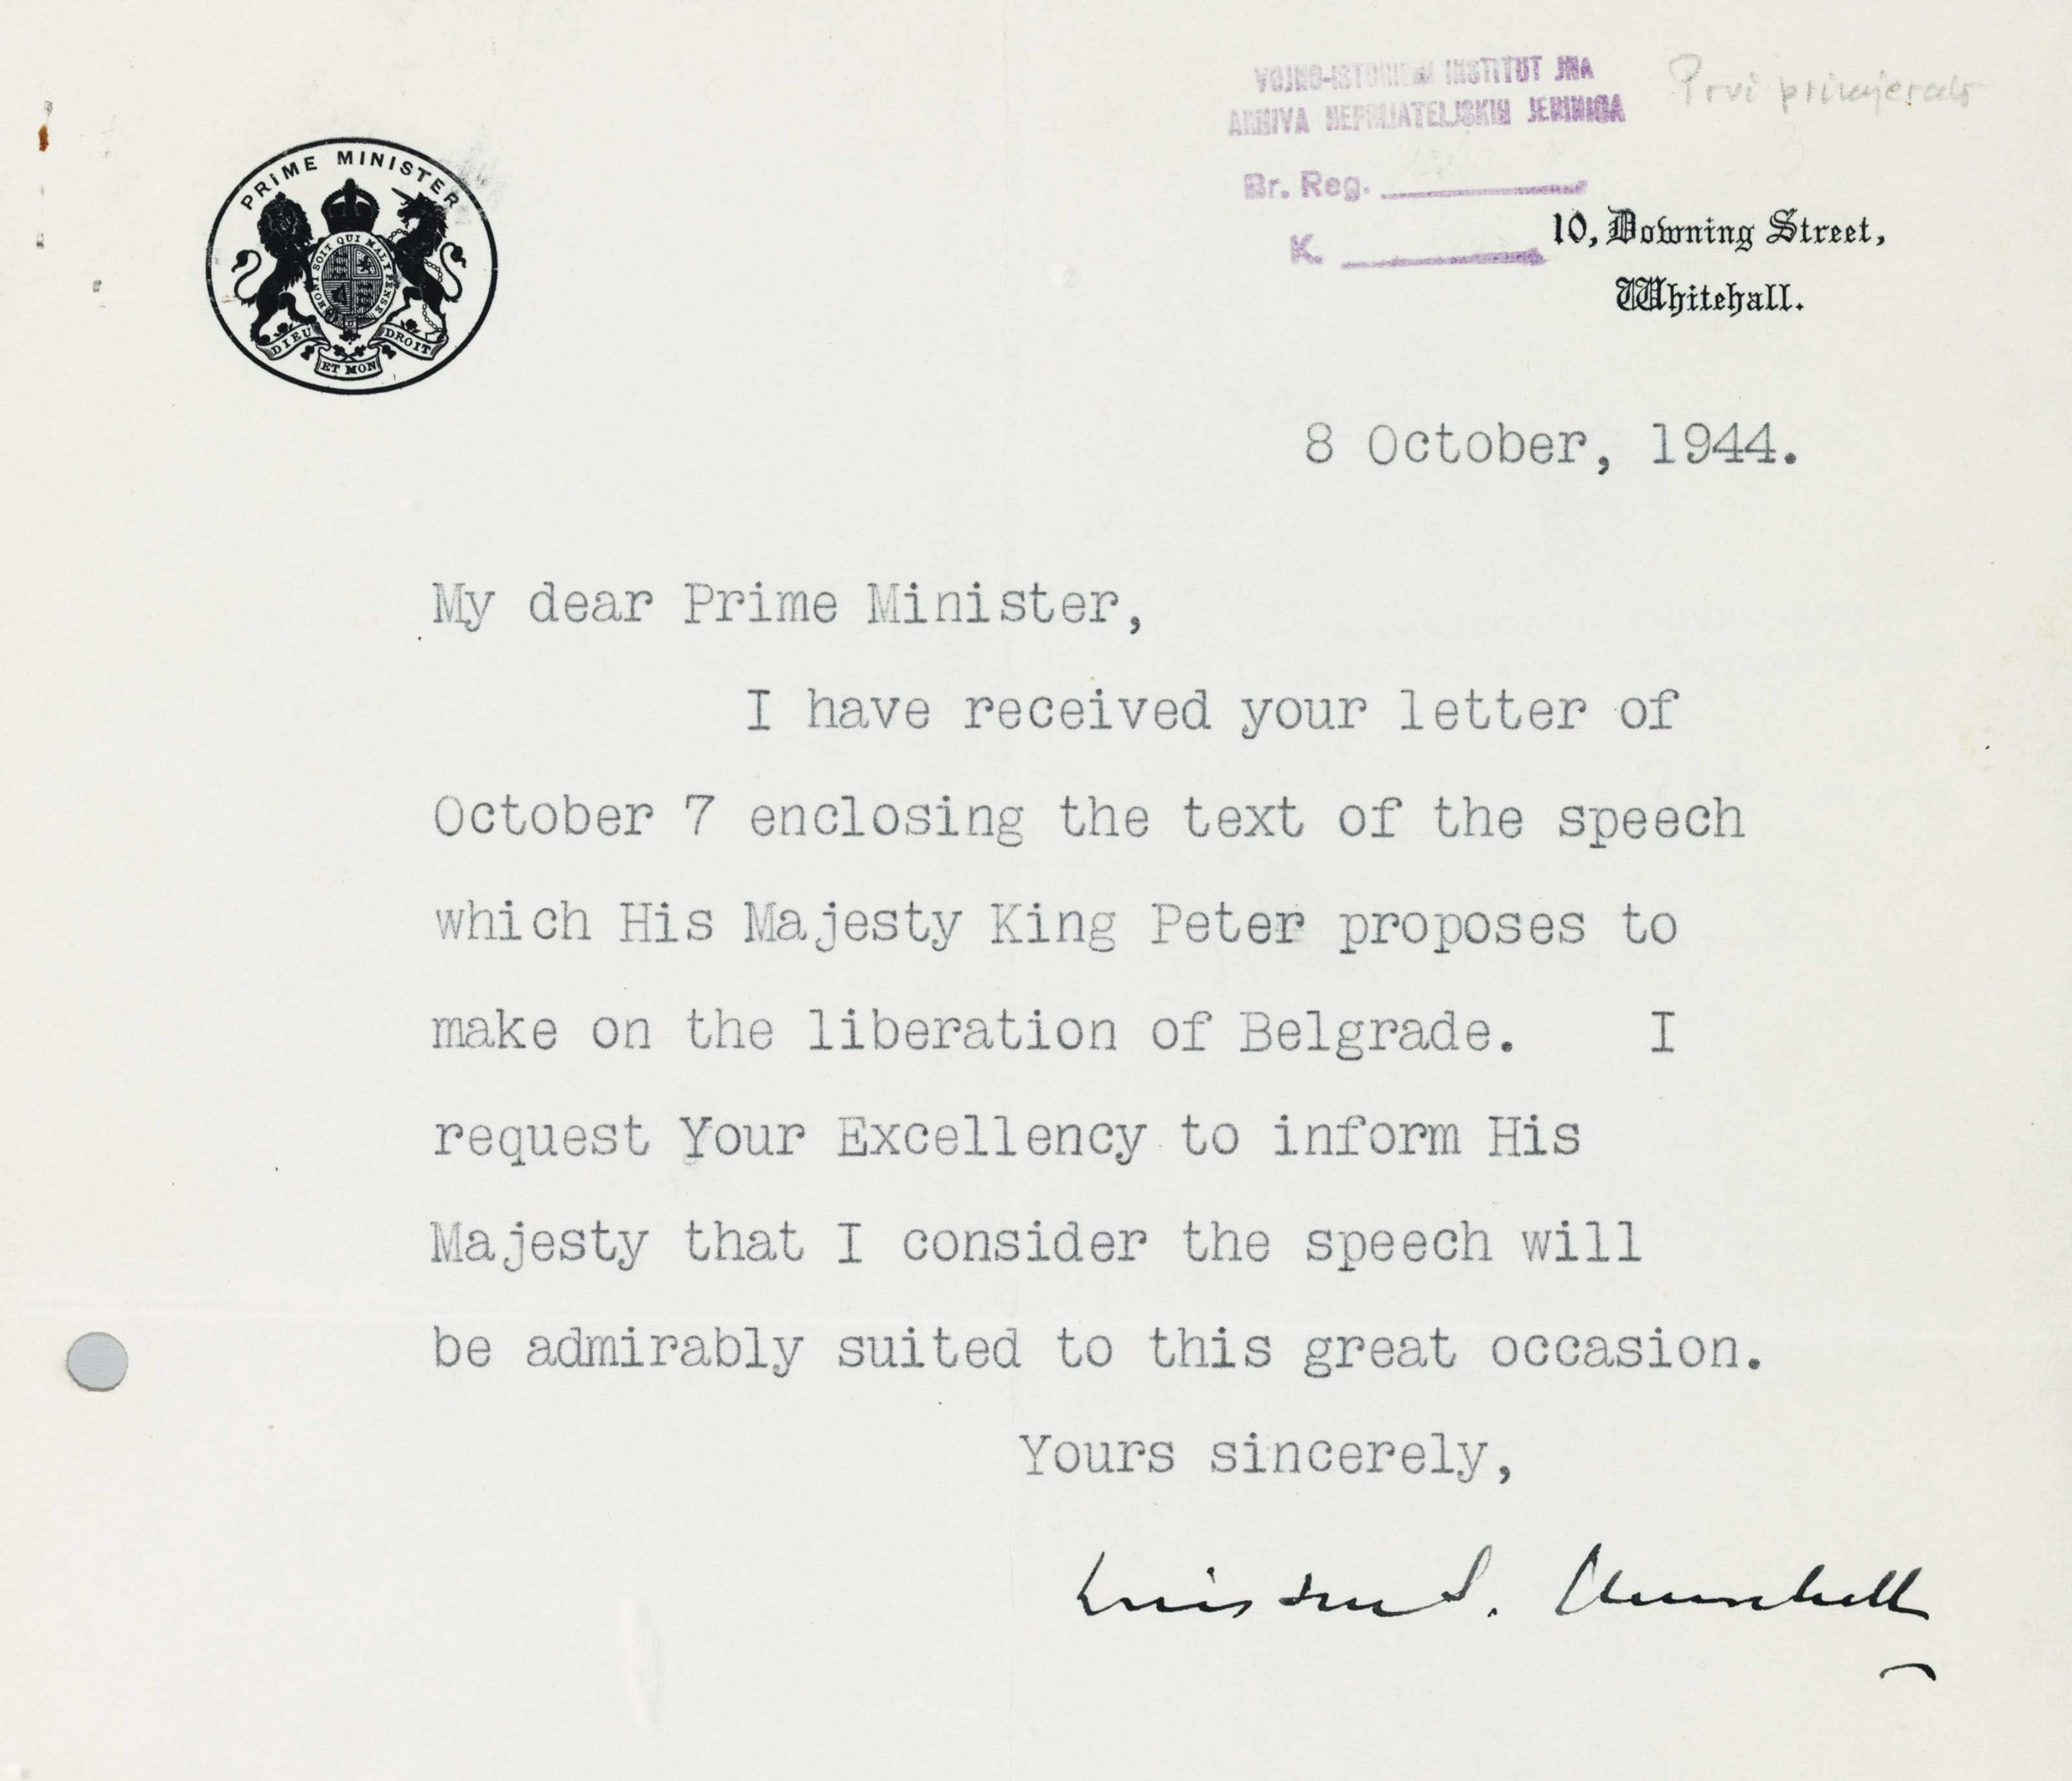 PRIME MINISTER
HONI SOIT QUI MAL Y PENSE
DIEU ET MON DROIT
VOJNO-ISTORISKI INSTITUT JNA
ARHIVA NEPRIJATELJSKIH JEDINICA
Br. Reg.
K.
Prvi primjerak
10, Downing Street,
Whitehall.
8 October, 1944.
My dear Prime Minister,
I have received your letter of
October 7 enclosing the text of the speech
which His Majesty King Peter proposes to
make on the liberation of Belgrade. I
request Your Excellency to inform His
Majesty that I consider the speech will
be admirably suited to this great occasion.
Yours sincerely,
Winston S. Churchill